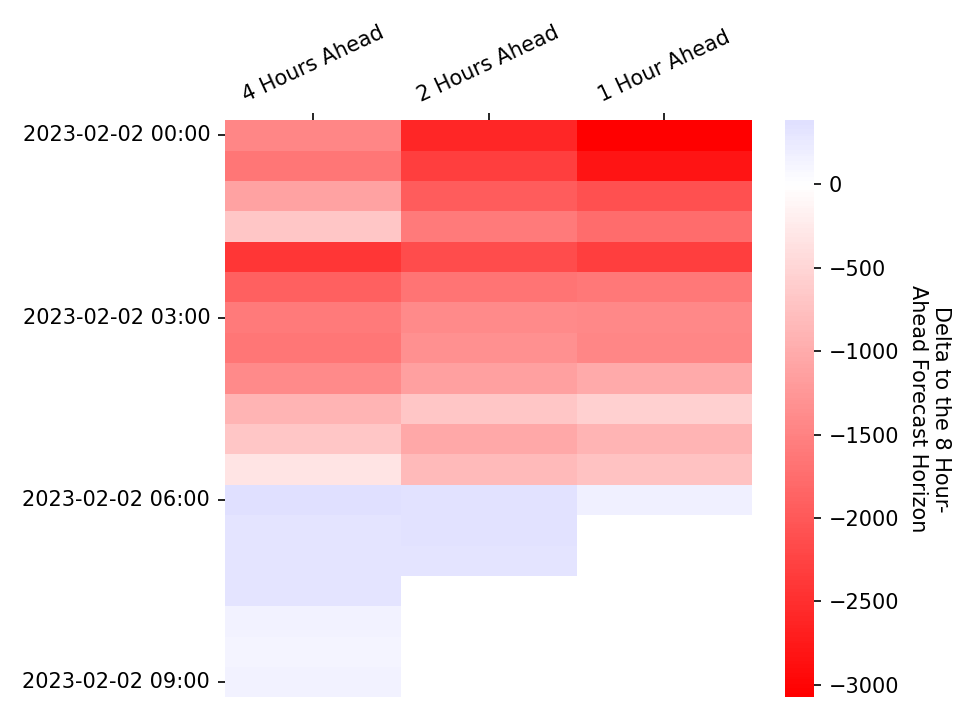 4 Hours Ahead
2 Hours Ahead
1 Hour Ahead
2023-02-02 00:00
2023-02-02 03:00
2023-02-02 06:00
2023-02-02 09:00
0
−500
−1000
−1500
−2000
−2500
−3000
Delta to the 8 Hour-
Ahead Forecast Horizon